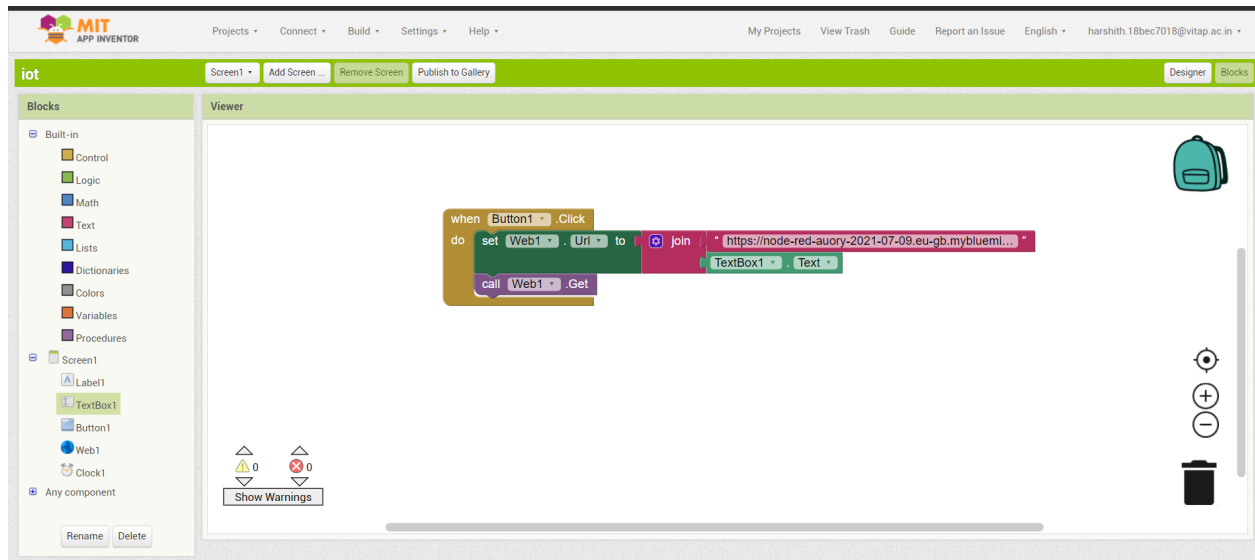 MIT
APP INVENTOR
Projects Connect Build Settings Help My Projects View Trash Guide Report an Issue English harshith.18bec7018@vitap.ac.in
iot Screen1 Add Screen ... Remove Screen Publish to Gallery Designer Blocks
Blocks Viewer
Built-in
Control
Logic
Math
Text
Lists
Dictionaries
Colors
Variables
Procedures
Screen1
Label1
TextBox1
Button1
Web1
Clock1
Any component
Rename Delete
when Button1 .Click
do set Web1 . Url to join " https://node-red-auory-2021-07-09.eu-gb.mybluemi... "
TextBox1 . Text
call Web1 .Get
0 0
Show Warnings